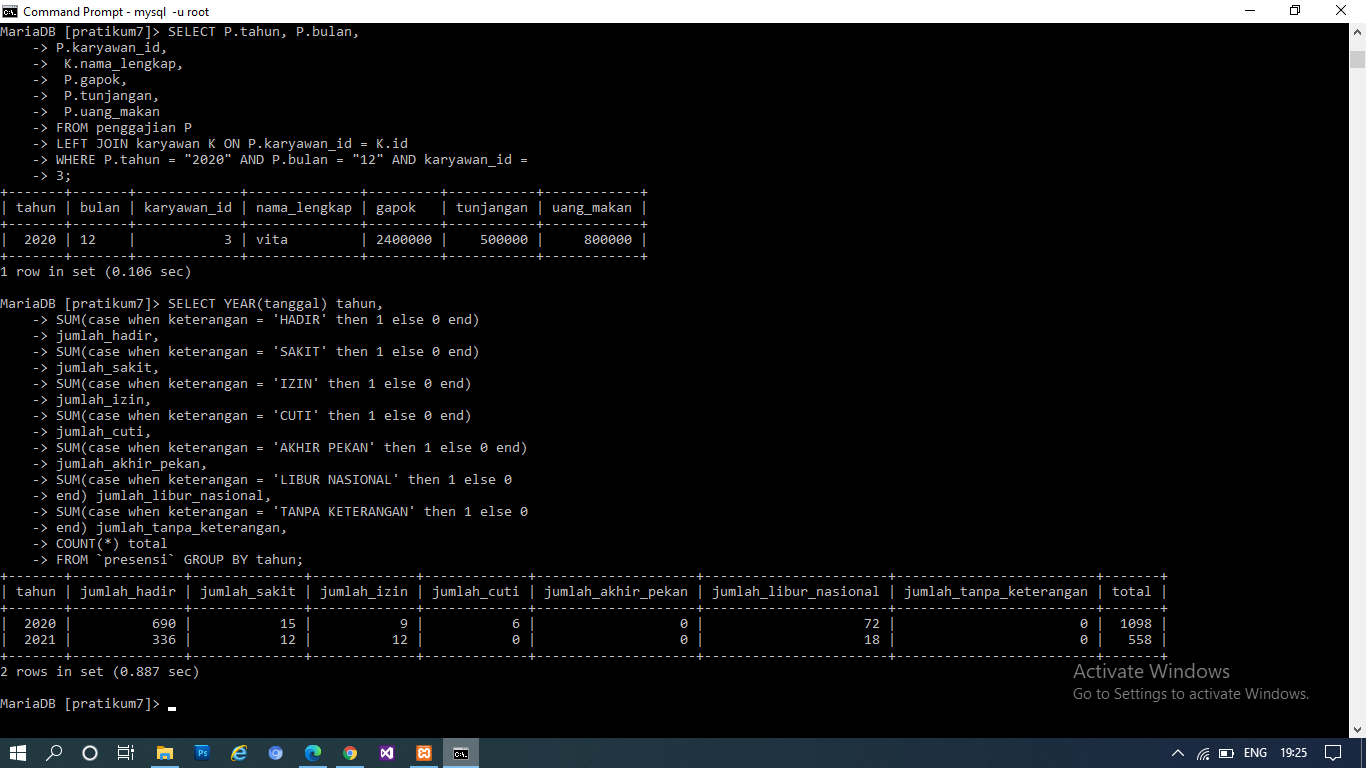 Command Prompt - mysql  -u root
MariaDB [pratikum7]> SELECT P.tahun, P.bulan,
    -> P.karyawan_id,
    ->  K.nama_lengkap,
    ->  P.gapok,
    ->  P.tunjangan,
    ->  P.uang_makan
    -> FROM penggajian P
    -> LEFT JOIN karyawan K ON P.karyawan_id = K.id
    -> WHERE P.tahun = "2020" AND P.bulan = "12" AND karyawan_id =
    -> 3;
+-------+-------+-------------+--------------+---------+-----------+------------+
| tahun | bulan | karyawan_id | nama_lengkap | gapok   | tunjangan | uang_makan |
+-------+-------+-------------+--------------+---------+-----------+------------+
|  2020 | 12    |           3 | vita         | 2400000 |    500000 |     800000 |
+-------+-------+-------------+--------------+---------+-----------+------------+
1 row in set (0.106 sec)
MariaDB [pratikum7]> SELECT YEAR(tanggal) tahun,
    -> SUM(case when keterangan = 'HADIR' then 1 else 0 end)
    -> jumlah_hadir,
    -> SUM(case when keterangan = 'SAKIT' then 1 else 0 end)
    -> jumlah_sakit,
    -> SUM(case when keterangan = 'IZIN' then 1 else 0 end)
    -> jumlah_izin,
    -> SUM(case when keterangan = 'CUTI' then 1 else 0 end)
    -> jumlah_cuti,
    -> SUM(case when keterangan = 'AKHIR PEKAN' then 1 else 0 end)
    -> jumlah_akhir_pekan,
    -> SUM(case when keterangan = 'LIBUR NASIONAL' then 1 else 0
    -> end) jumlah_libur_nasional,
    -> SUM(case when keterangan = 'TANPA KETERANGAN' then 1 else 0
    -> end) jumlah_tanpa_keterangan,
    -> COUNT(*) total
    -> FROM `presensi` GROUP BY tahun;
+-------+--------------+--------------+-------------+-------------+--------------------+-----------------------+-------------------------+-------+
| tahun | jumlah_hadir | jumlah_sakit | jumlah_izin | jumlah_cuti | jumlah_akhir_pekan | jumlah_libur_nasional | jumlah_tanpa_keterangan | total |
+-------+--------------+--------------+-------------+-------------+--------------------+-----------------------+-------------------------+-------+
|  2020 |          690 |           15 |           9 |           6 |                  0 |                    72 |                       0 |  1098 |
|  2021 |          336 |           12 |          12 |           0 |                  0 |                    18 |                       0 |   558 |
+-------+--------------+--------------+-------------+-------------+--------------------+-----------------------+-------------------------+-------+
2 rows in set (0.887 sec)
MariaDB [pratikum7]>
Activate Windows
Go to Settings to activate Windows.
Ps
ENG
19:25